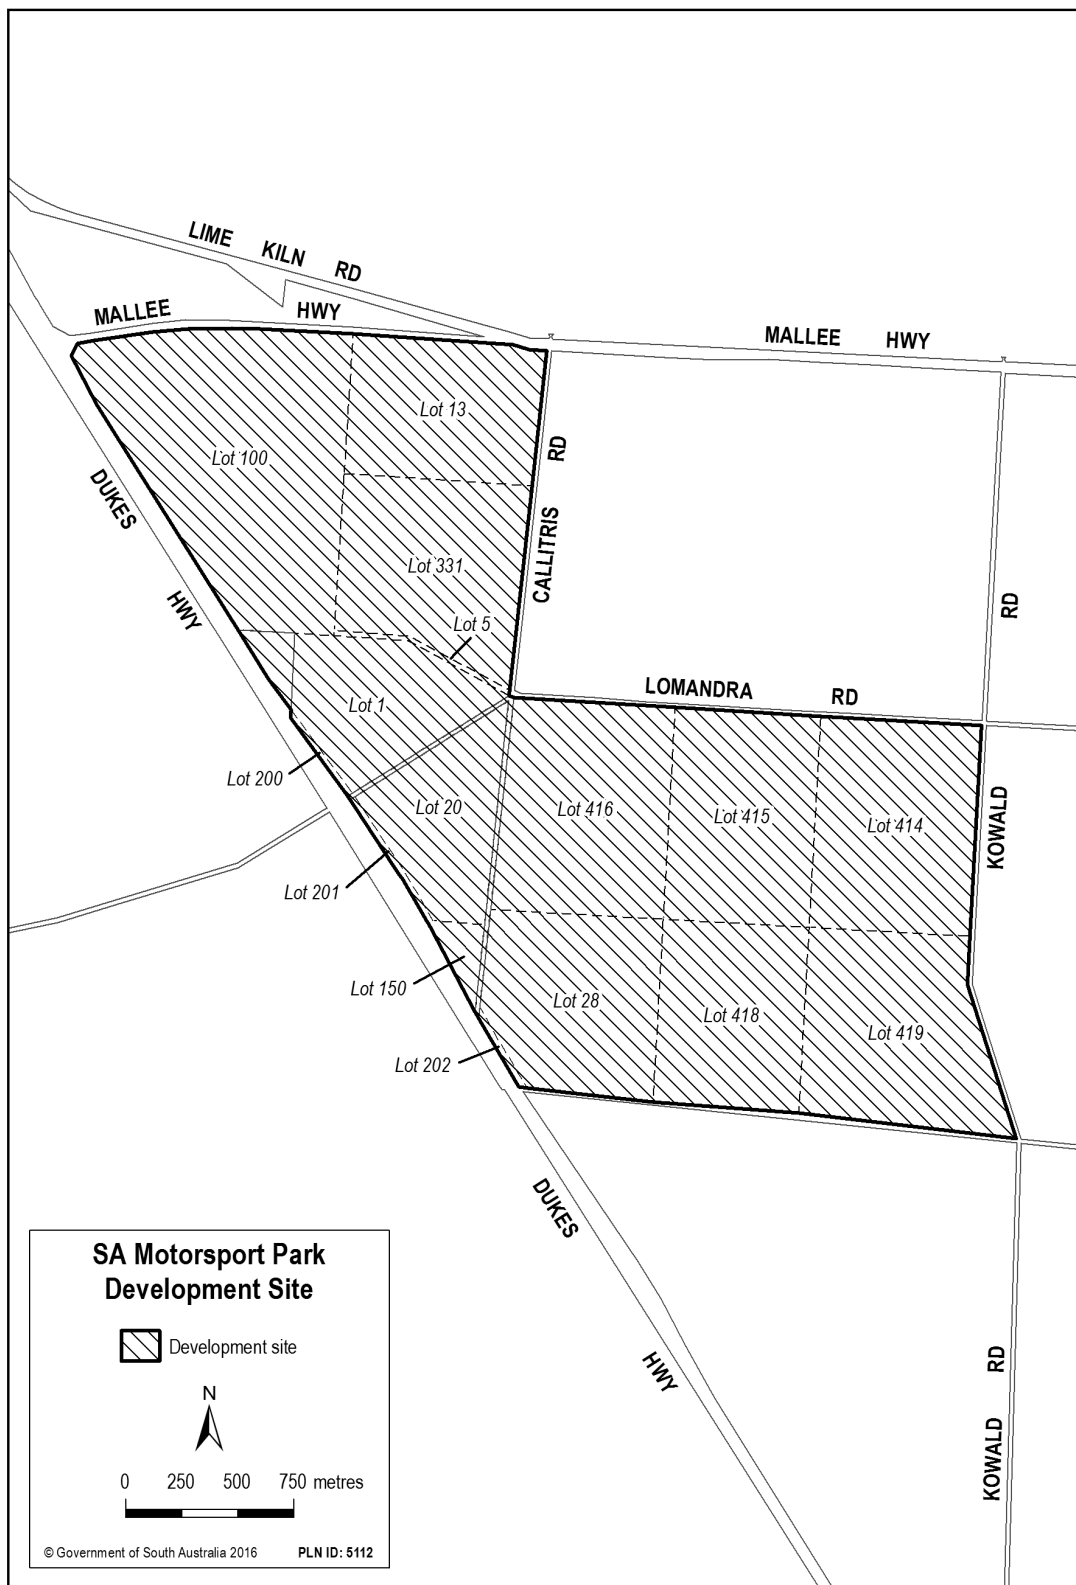 LIME KILN RD
MALLEE HWY
MALLEE HWY
Lot 13
Lot 100
RD
CALLITRIS
DUKES
HWY
Lot 331
RD
Lot 5
LOMANDRA RD
Lot 1
Lot 200
Lot 20
Lot 416
Lot 415
Lot 414
KOWALD
Lot 201
Lot 150
Lot 28
Lot 418
Lot 419
Lot 202
DUKES
HWY
RD
KOWALD
SA Motorsport Park
Development Site
Development site
N
0 250 500 750 metres
© Government of South Australia 2016 PLN ID: 5112